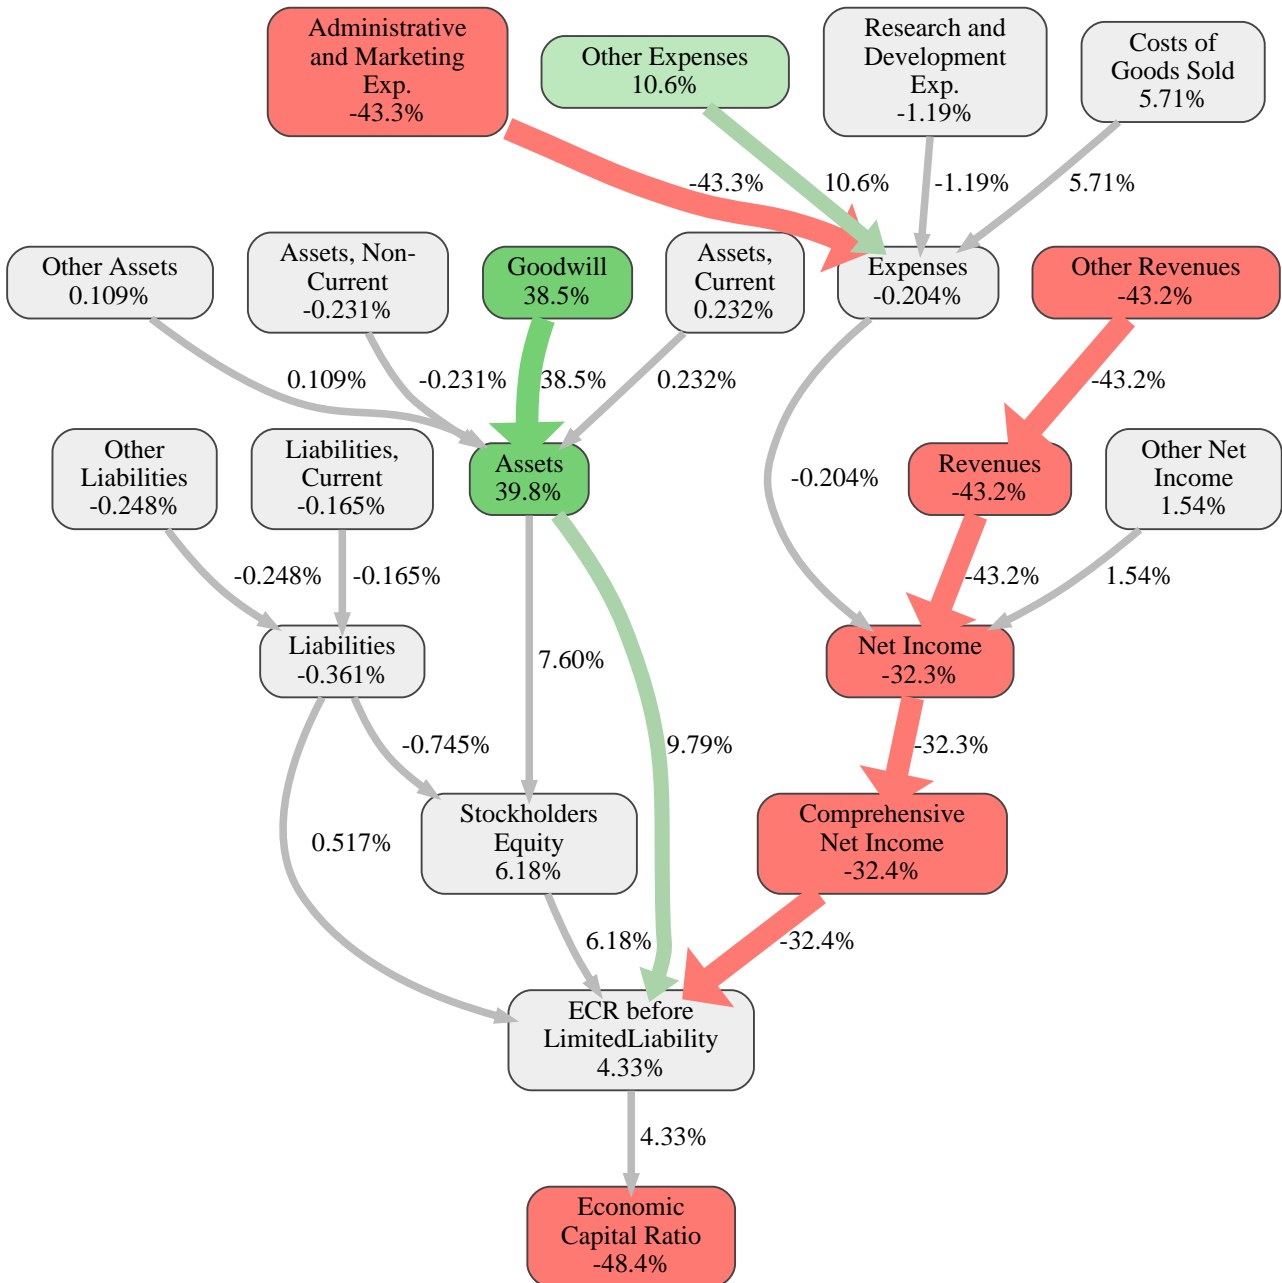 Administrative
and Marketing
Exp.
-43.3%
Other Expenses
10.6%
Research and
Development
Exp.
-1.19%
Costs of
Goods Sold
5.71%
-43.3%
10.6%
-1.19%
5.71%
Other Assets
0.109%
Assets, Non-
Current
-0.231%
Goodwill
38.5%
Assets,
Current
0.232%
Expenses
-0.204%
Other Revenues
-43.2%
0.109%
-0.231%
38.5%
0.232%
-43.2%
Other
Liabilities
-0.248%
Liabilities,
Current
-0.165%
Assets
39.8%
-0.204%
Revenues
-43.2%
Other Net
Income
1.54%
-0.248%
-0.165%
-43.2%
1.54%
Liabilities
-0.361%
7.60%
Net Income
-32.3%
-0.745%
9.79%
-32.3%
0.517%
Stockholders
Equity
6.18%
Comprehensive
Net Income
-32.4%
6.18%
-32.4%
ECR before
LimitedLiability
4.33%
4.33%
Economic
Capital Ratio
-48.4%